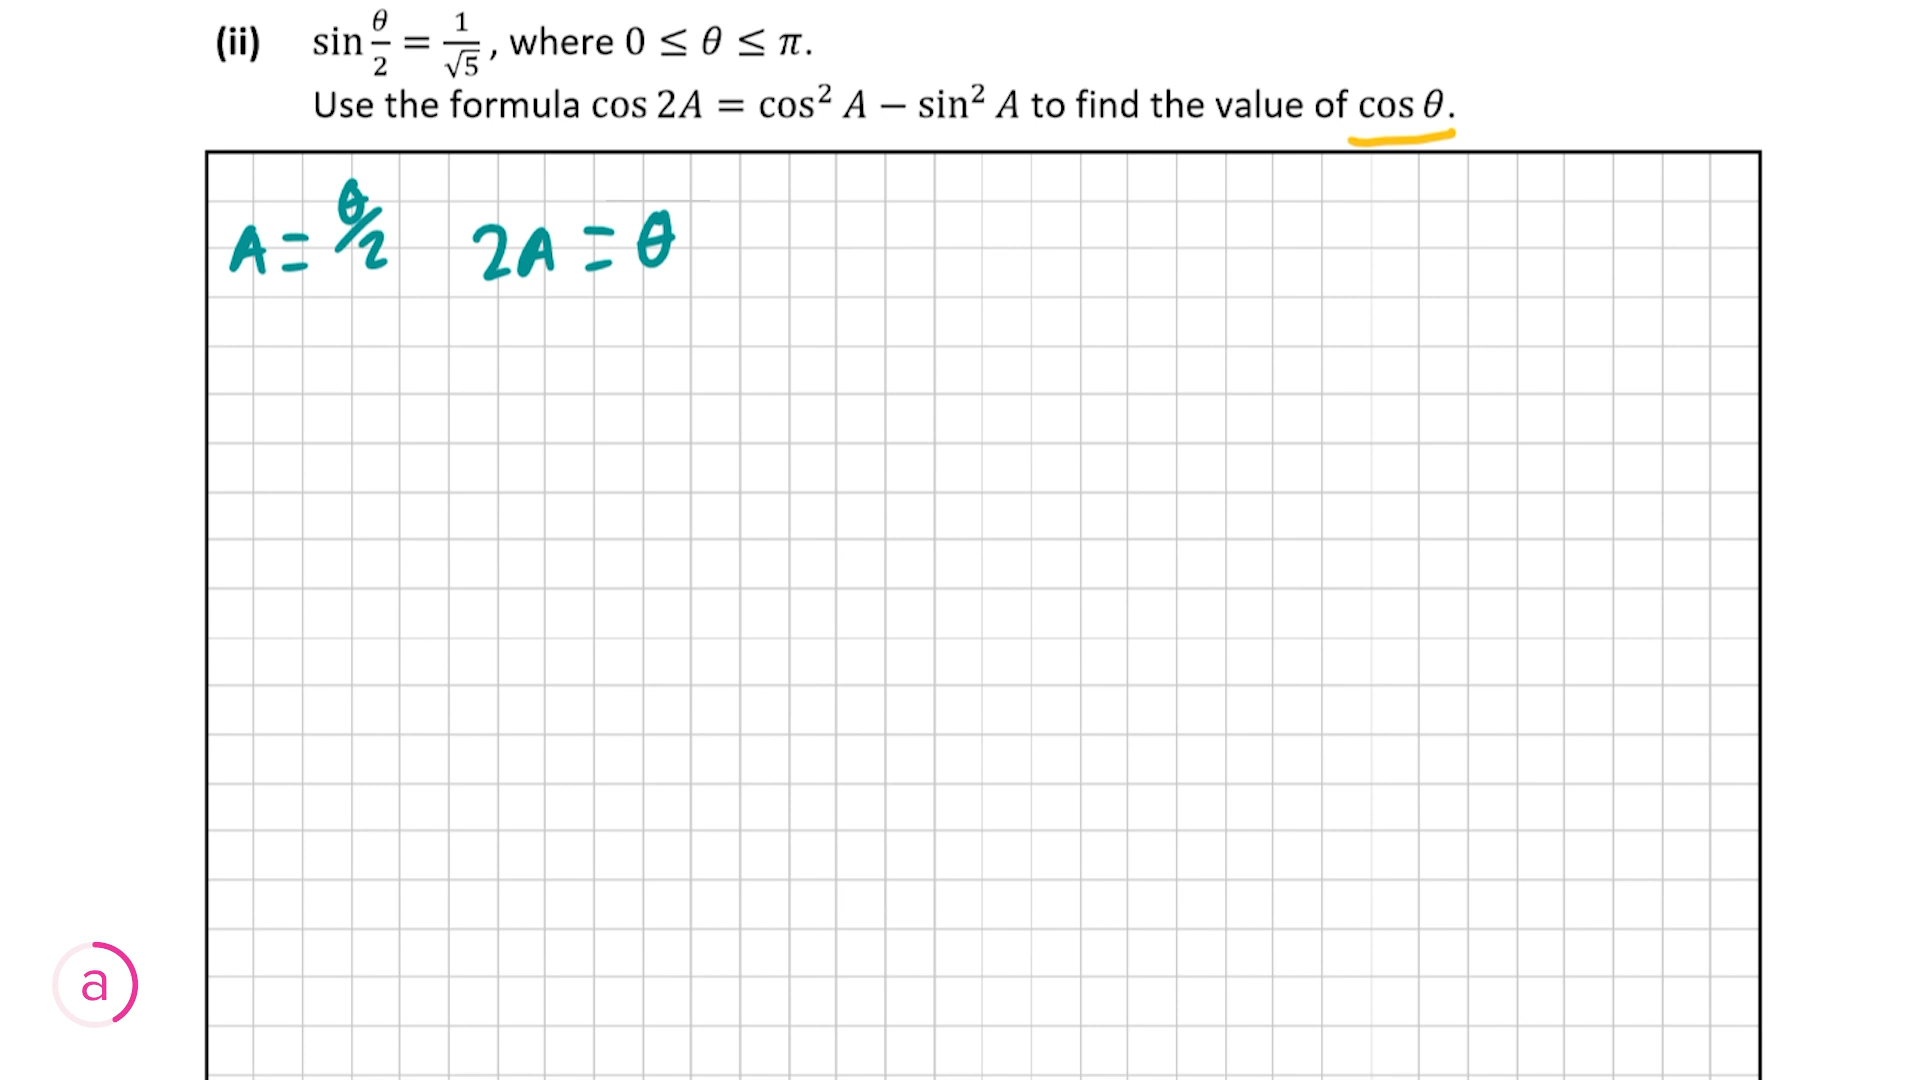 (ii) sin θ/2 = 1/√5, where 0 ≤ θ ≤ π.
Use the formula cos 2A = cos² A − sin² A to find the value of cos θ.
A = θ/2 2A = θ
a